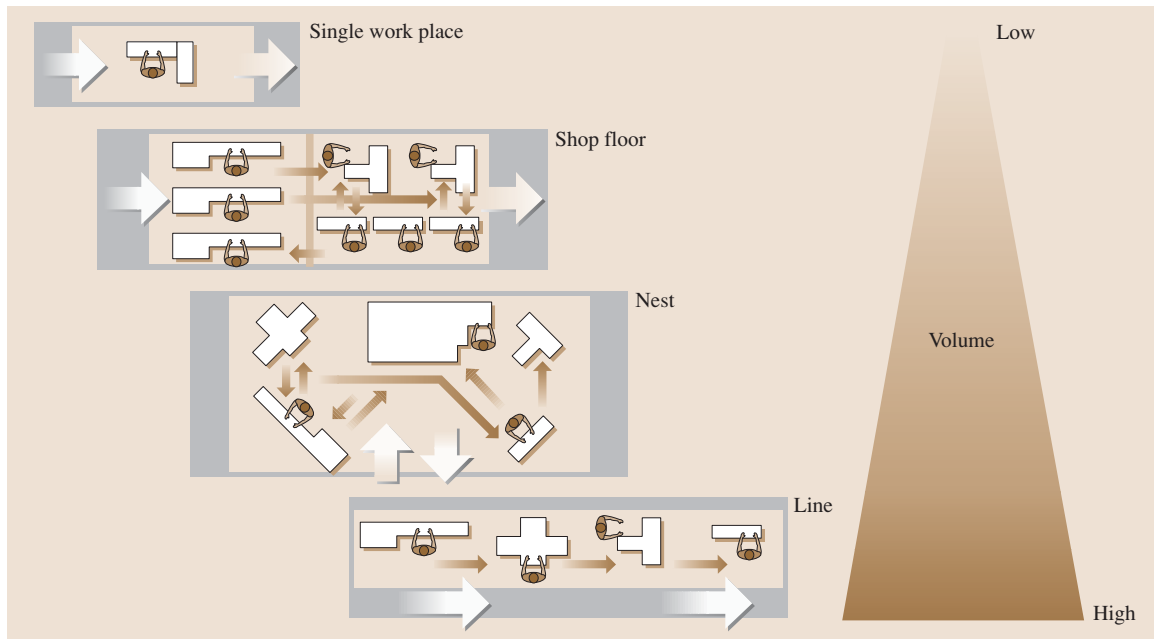 Single work place
Low
Shop floor
Nest
Volume
Line
High